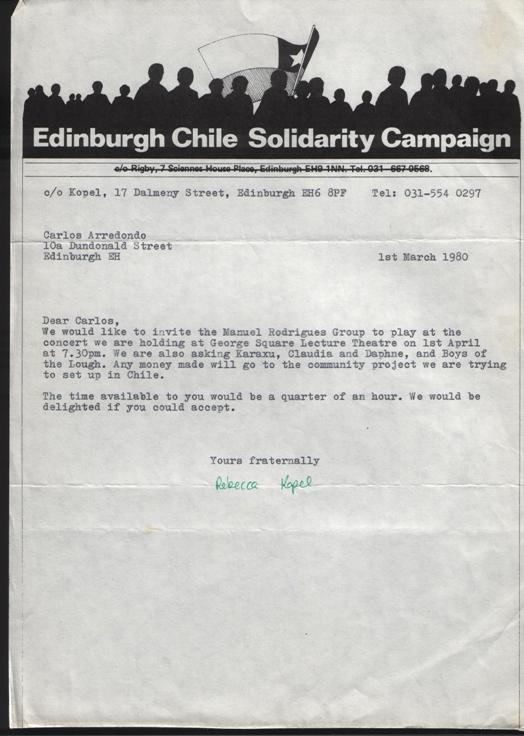 Edinburgh Chile Solidarity Campaign
c/o Rigby, 7 Sciennes House Place, Edinburgh EH9 1NN. Tel. 031-667 9568.
c/o Kopel, 17 Dalmeny Street, Edinburgh EH6 8PF Tel: 031-554 0297
Carlos Arredondo
10a Dundonald Street
Edinburgh EH 1st March 1980
Dear Carlos,
We would like to invite the Manuel Rodrigues Group to play at the
concert we are holding at George Square Lecture Theatre on 1st April
at 7.30pm. We are also asking Karaxu, Claudia and Daphne, and Boys of
the Lough. Any money made will go to the community project we are trying
to set up in Chile.
The time available to you would be a quarter of an hour. We would be
delighted if you could accept.
Yours fraternally
Rebecca Kopel